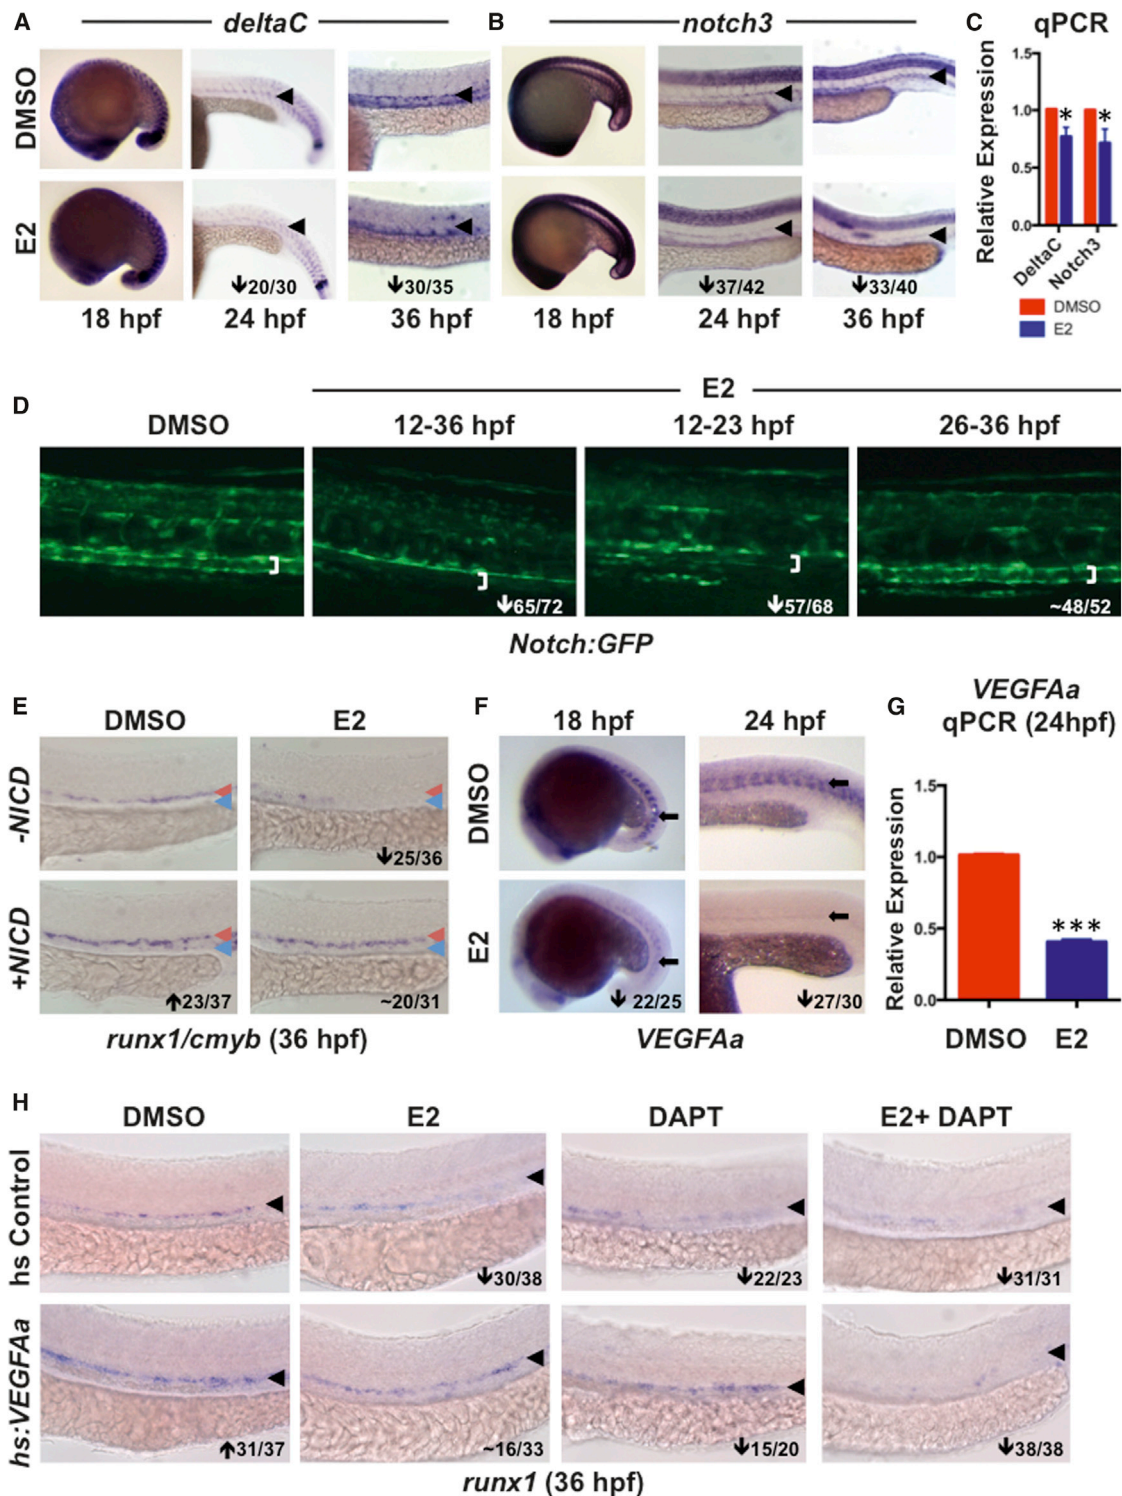 A deltaC B notch3 C qPCR
DMSO
E2
↓20/30 ↓30/35 ↓37/42 ↓33/40
18 hpf 24 hpf 36 hpf 18 hpf 24 hpf 36 hpf
Relative Expression
1.5
1.0
0.5
0.0
* *
DeltaC Notch3
DMSO
E2
D E2
DMSO 12-36 hpf 12-23 hpf 26-36 hpf
↓65/72 ↓57/68 ~48/52
Notch:GFP
E DMSO E2
-NICD
↓25/36
+NICD
↑23/37 ~20/31
runx1/cmyb (36 hpf)
F 18 hpf 24 hpf
DMSO
E2
↓ 22/25 ↓27/30
VEGFAa
G VEGFAa
qPCR (24hpf)
Relative Expression
1.5
1.0
0.5
0.0
***
DMSO E2
H
DMSO E2 DAPT E2+ DAPT
hs Control
↓30/38 ↓22/23 ↓31/31
hs:VEGFAa
↑31/37 ~16/33 ↓15/20 ↓38/38
runx1 (36 hpf)